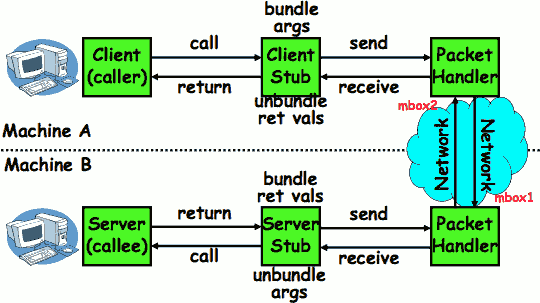 bundle
args
call
send
Client
(caller)
Client
Stub
Packet
Handler
return
receive
unbundle
ret vals
mbox2
Machine A
Network
Network
Machine B
mbox1
bundle
ret vals
return
send
Server
(callee)
Server
Stub
Packet
Handler
call
receive
unbundle
args